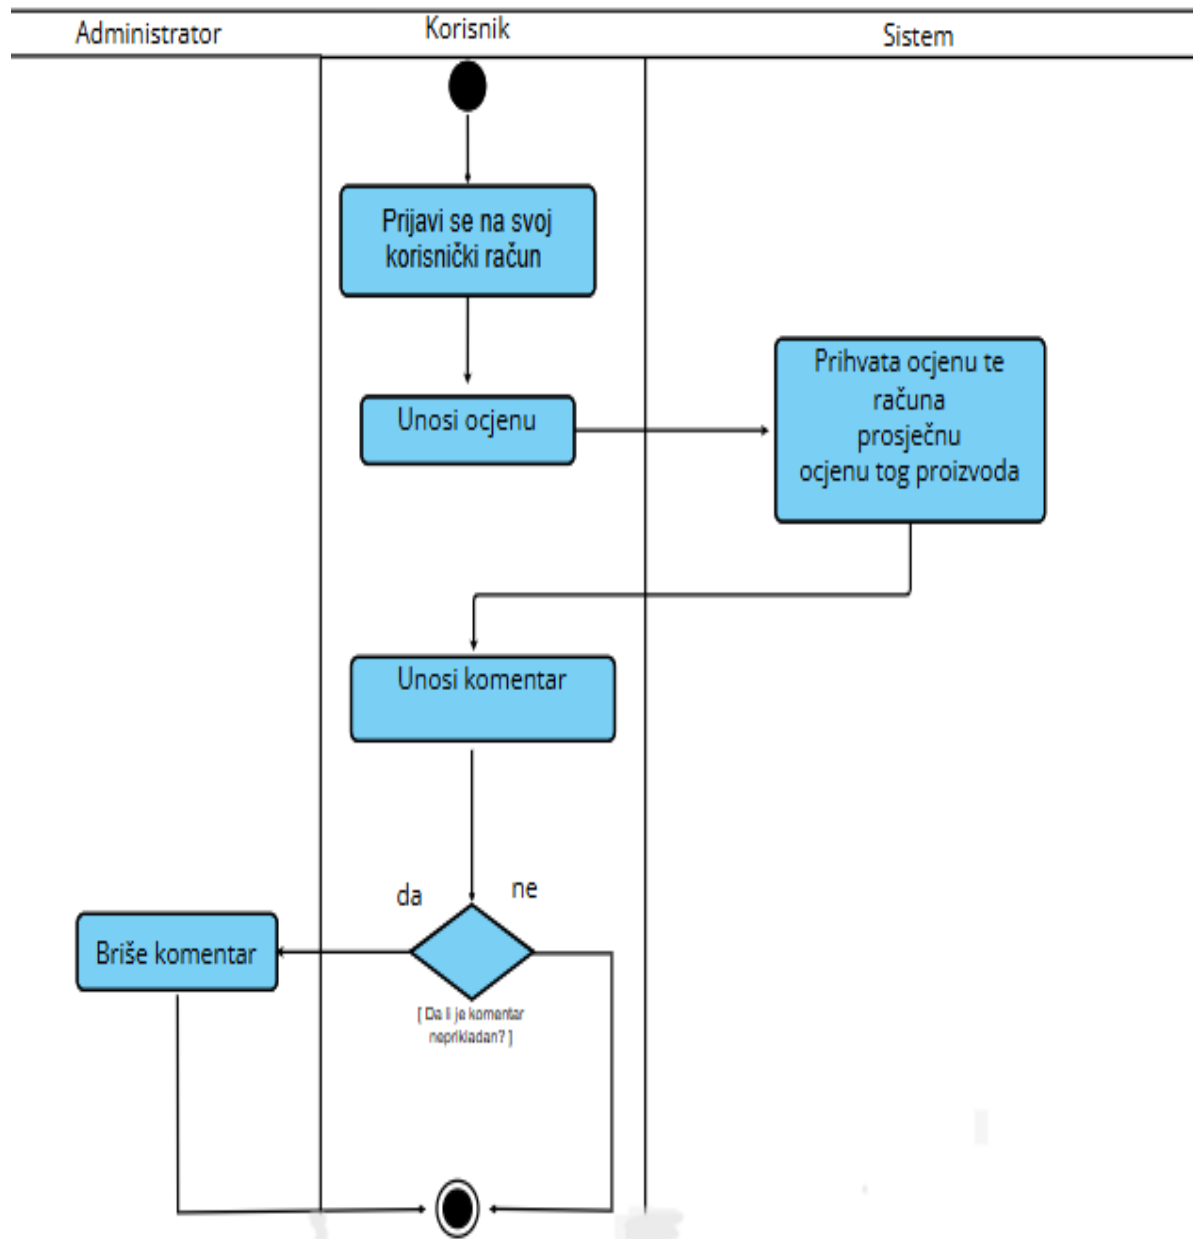 Administrator
Korisnik
Sistem
Prijavi se na svoj
korisnički račun
Unosi ocjenu
Prihvata ocjenu te
računa
prosječnu
ocjenu tog proizvoda
Unosi komentar
da
ne
Briše komentar
[ Da li je komentar
neprikladan? ]